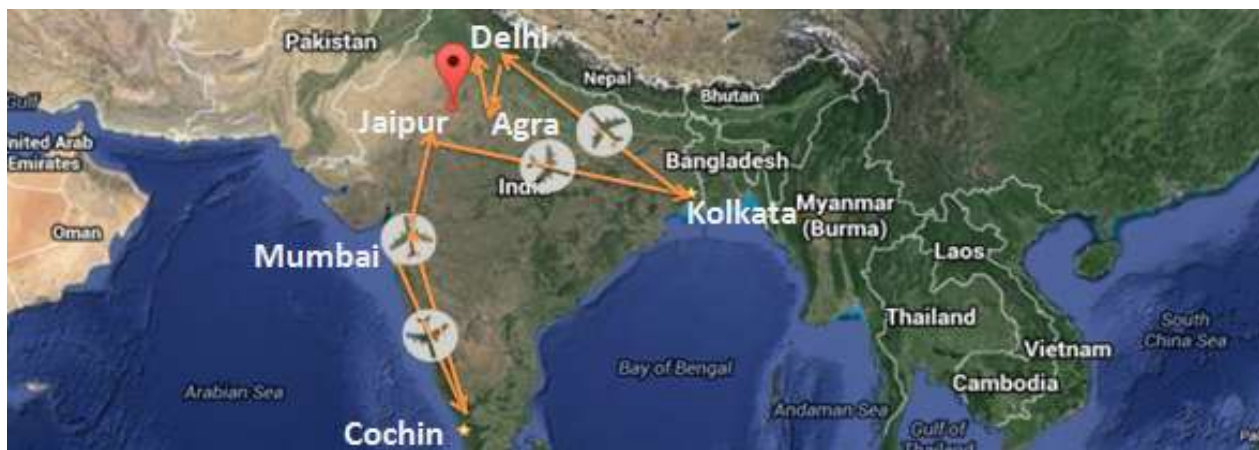 Pakistan
Delhi
Nepal
Bhutan
Gulf
Jaipur
Agra
United Arab
Emirates
Bangladesh
India
Kolkata
Myanmar
(Burma)
Oman
Laos
Mumbai
Thailand
South
China Sea
Vietnam
Bay of Bengal
Arabian Sea
Cambodia
Andaman Sea
Cochin
Gulf of
Thailand